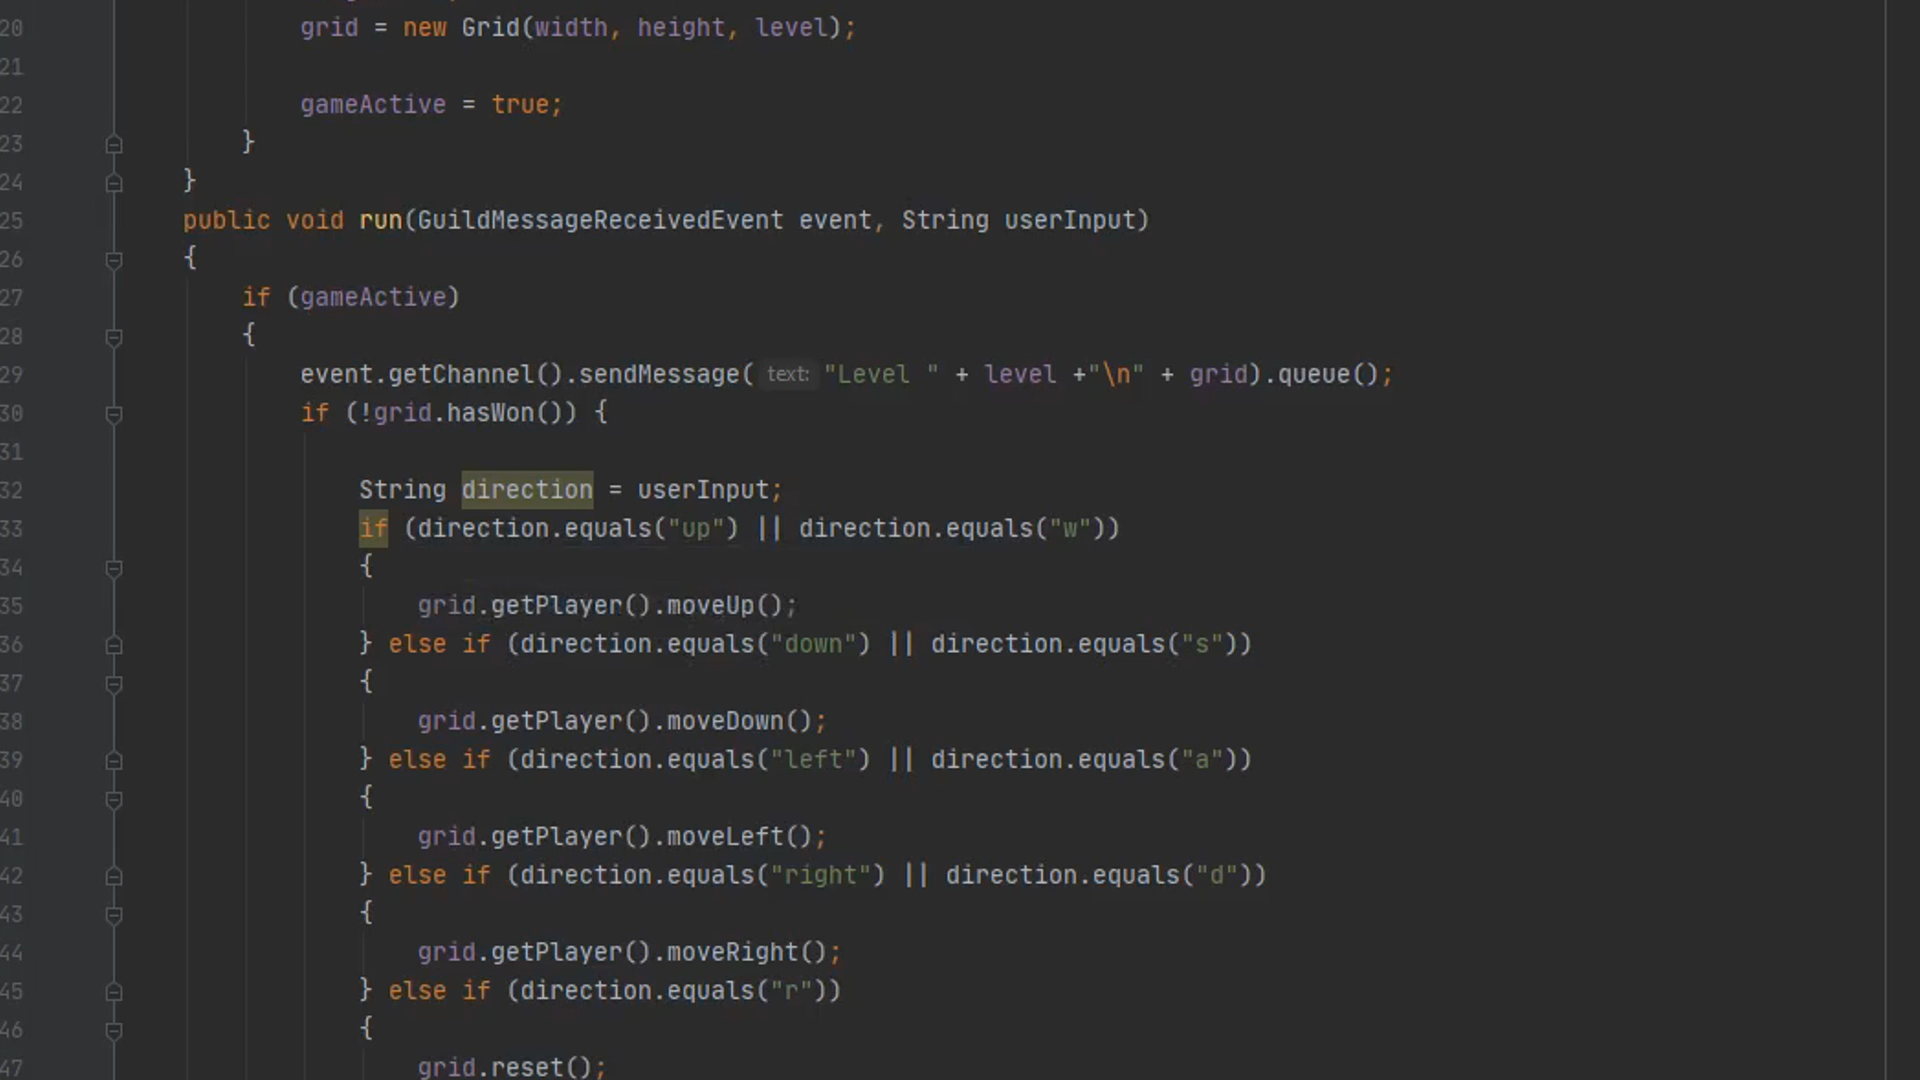 20 grid = new Grid(width, height, level);
21
22 gameActive = true;
23 }
24 }
25 public void run(GuildMessageReceivedEvent event, String userInput)
26 {
27 if (gameActive)
28 {
29 event.getChannel().sendMessage( text: "Level " + level +"\n" + grid).queue();
30 if (!grid.hasWon()) {
31
32 String direction = userInput;
33 if (direction.equals("up") || direction.equals("w"))
34 {
35 grid.getPlayer().moveUp();
36 } else if (direction.equals("down") || direction.equals("s"))
37 {
38 grid.getPlayer().moveDown();
39 } else if (direction.equals("left") || direction.equals("a"))
40 {
41 grid.getPlayer().moveLeft();
42 } else if (direction.equals("right") || direction.equals("d"))
43 {
44 grid.getPlayer().moveRight();
45 } else if (direction.equals("r"))
46 {
47 grid.reset();